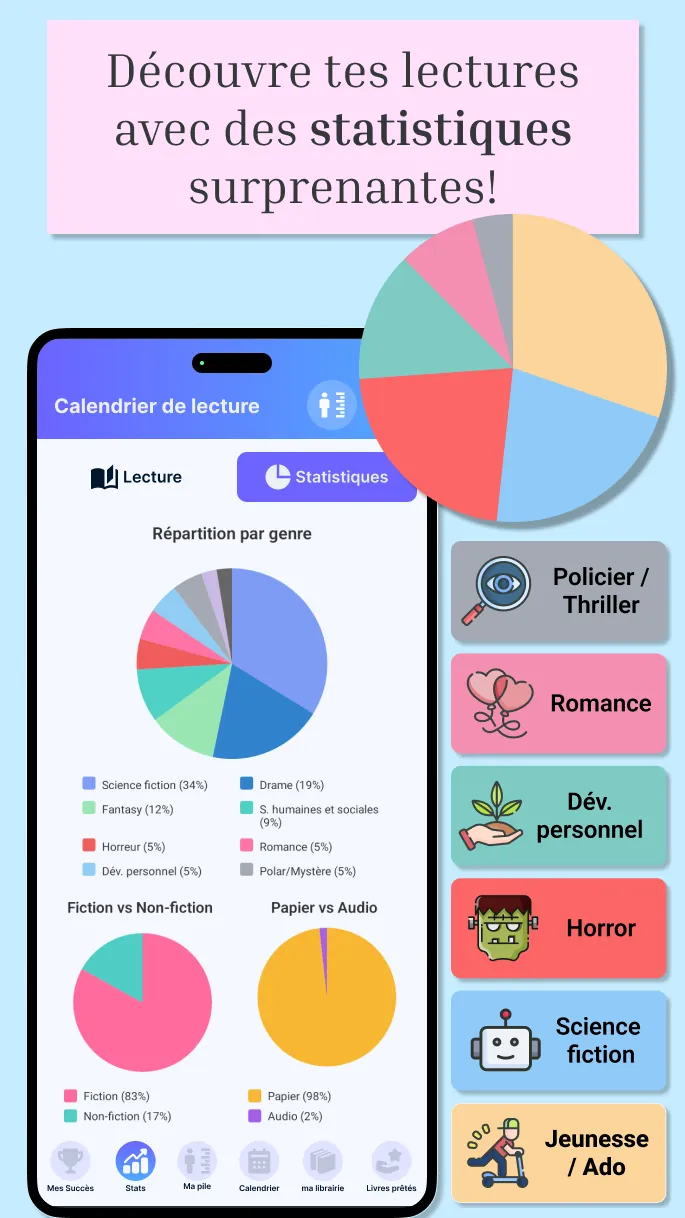 Découvre tes lectures
avec des statistiques
surprenantes!
Calendrier de lecture
Lecture
Statistiques
Répartition par genre
Science fiction (34%)
Drame (19%)
Fantasy (12%)
S. humaines et sociales
(9%)
Horreur (5%)
Romance (5%)
Dév. personnel (5%)
Polar/Mystère (5%)
Fiction vs Non-fiction
Papier vs Audio
Fiction (83%)
Papier (98%)
Non-fiction (17%)
Audio (2%)
Mes Succès
Stats
Ma pile
Calendrier
ma librairie
Livres prêtés
Policier /
Thriller
Romance
Dév.
personnel
Horror
Science
fiction
Jeunesse
/ Ado